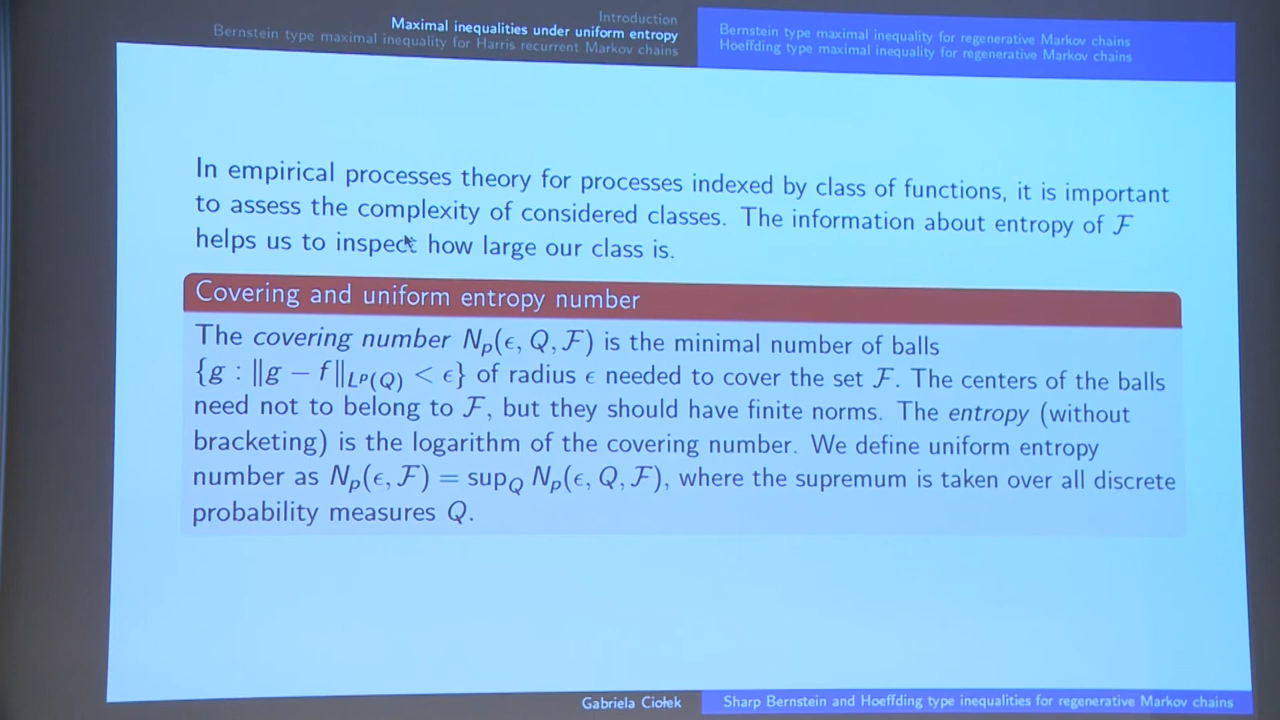 Introduction
Maximal inequalities under uniform entropy
Bernstein type maximal inequality for Harris recurrent Markov chains
Bernstein type maximal inequality for regenerative Markov chains
Hoeffding type maximal inequality for regenerative Markov chains
In empirical processes theory for processes indexed by class of functions, it is important
to assess the complexity of considered classes. The information about entropy of ℱ
helps us to inspect how large our class is.
Covering and uniform entropy number
The covering number Nₚ(ϵ, Q, ℱ) is the minimal number of balls
{g : ‖g − f‖_{L^p(Q)} < ϵ} of radius ϵ needed to cover the set ℱ. The centers of the balls
need not to belong to ℱ, but they should have finite norms. The entropy (without
bracketing) is the logarithm of the covering number. We define uniform entropy
number as Nₚ(ϵ, ℱ) = sup_Q Nₚ(ϵ, Q, ℱ), where the supremum is taken over all discrete
probability measures Q.
Gabriela Ciołek
Sharp Bernstein and Hoeffding type inequalities for regenerative Markov chains